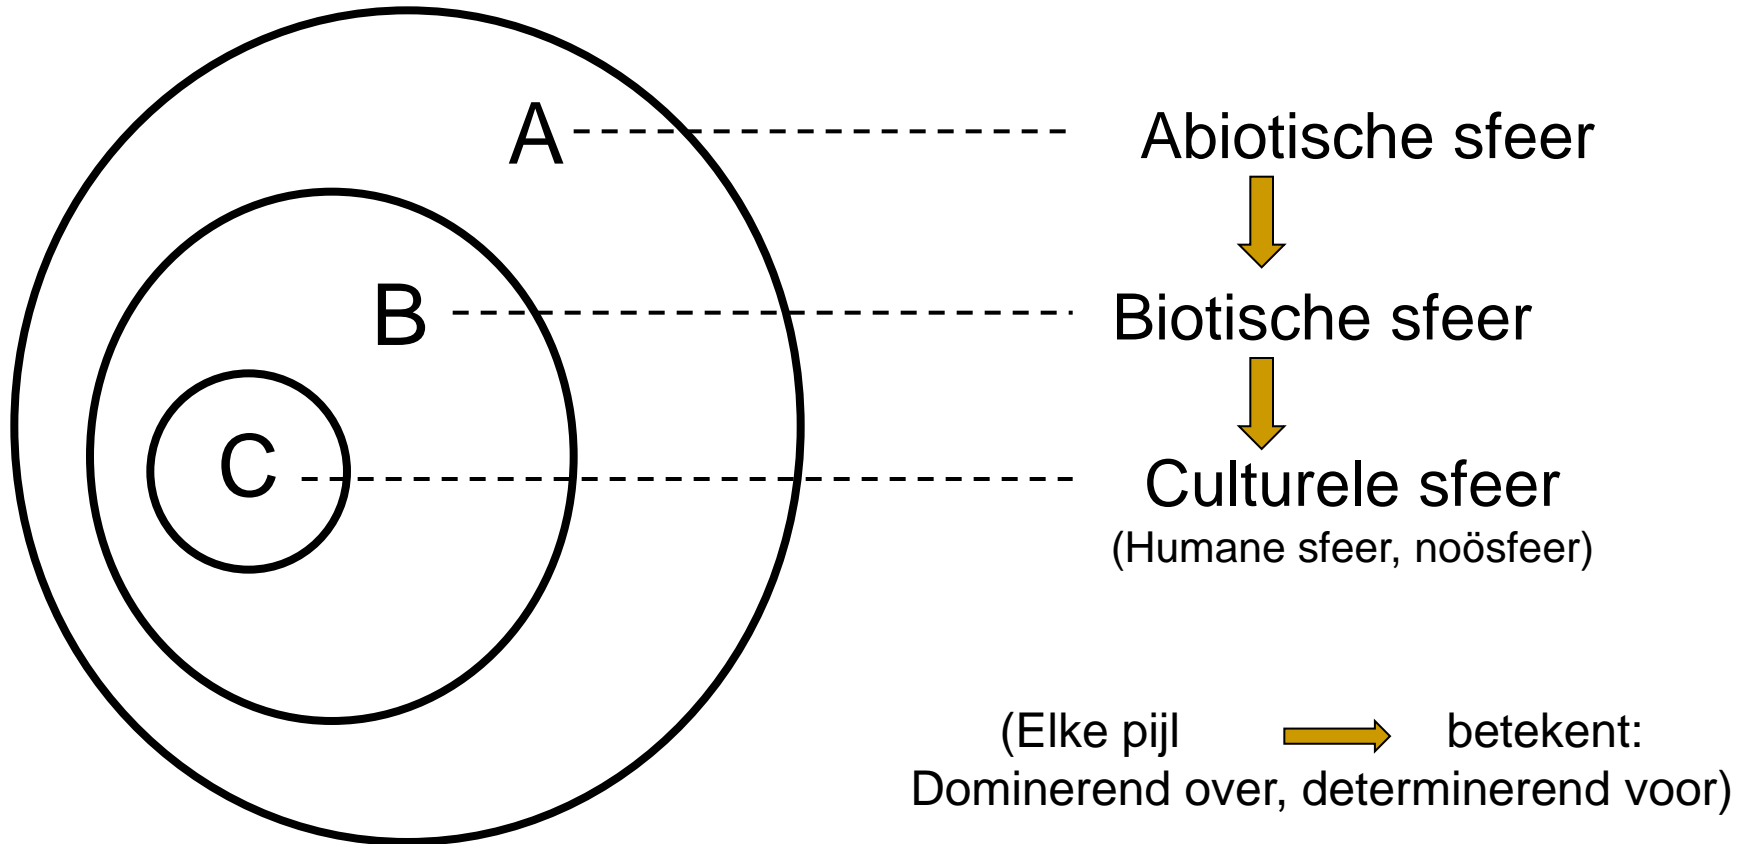 A
Abiotische sfeer
B
Biotische sfeer
C
Culturele sfeer
(Humane sfeer, noösfeer)
(Elke pijl betekent:
Dominerend over, determinerend voor)